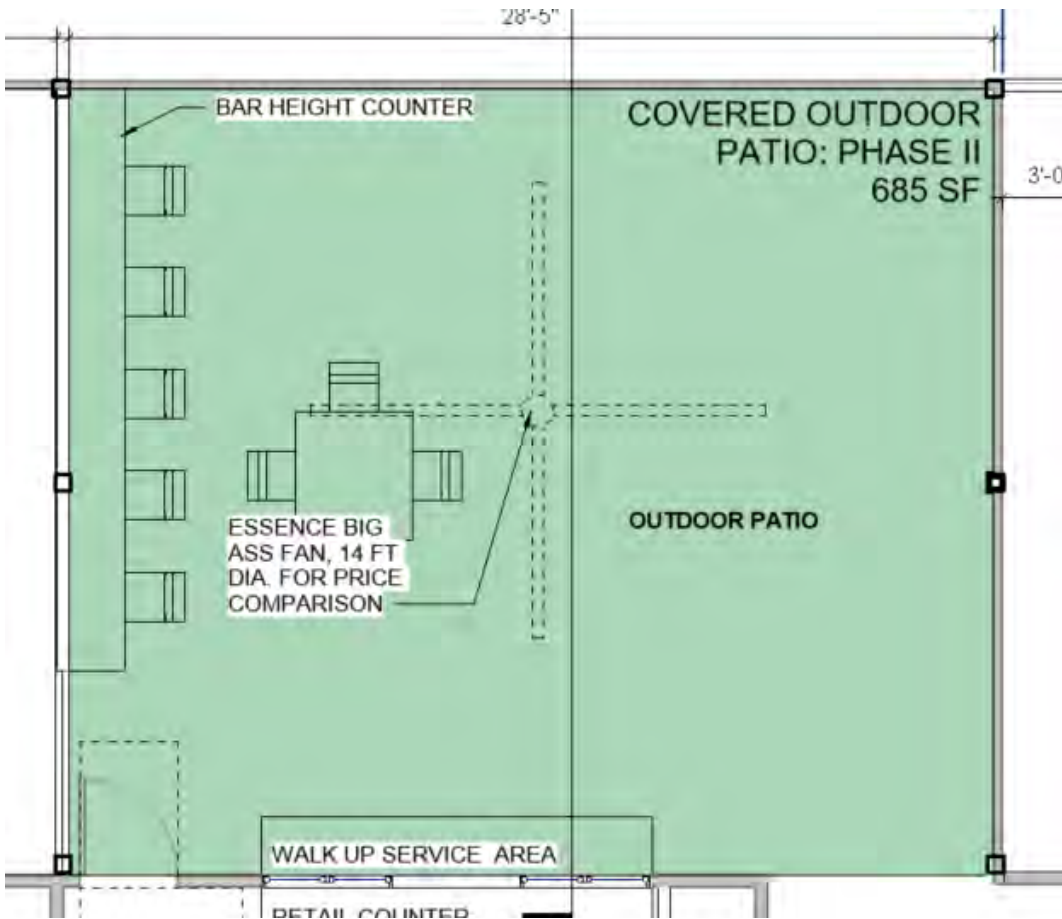 28'-5"
BAR HEIGHT COUNTER
COVERED OUTDOOR
PATIO: PHASE II
685 SF
3'-0
OUTDOOR PATIO
ESSENCE BIG
ASS FAN, 14 FT
DIA. FOR PRICE
COMPARISON
WALK UP SERVICE AREA
RETAIL COUNTER